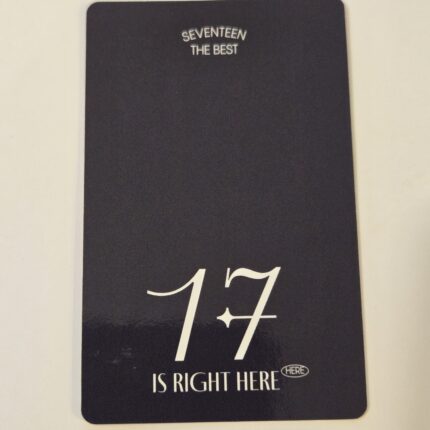 SEVENTEEN
THE BEST
17
IS RIGHT HERE HERE